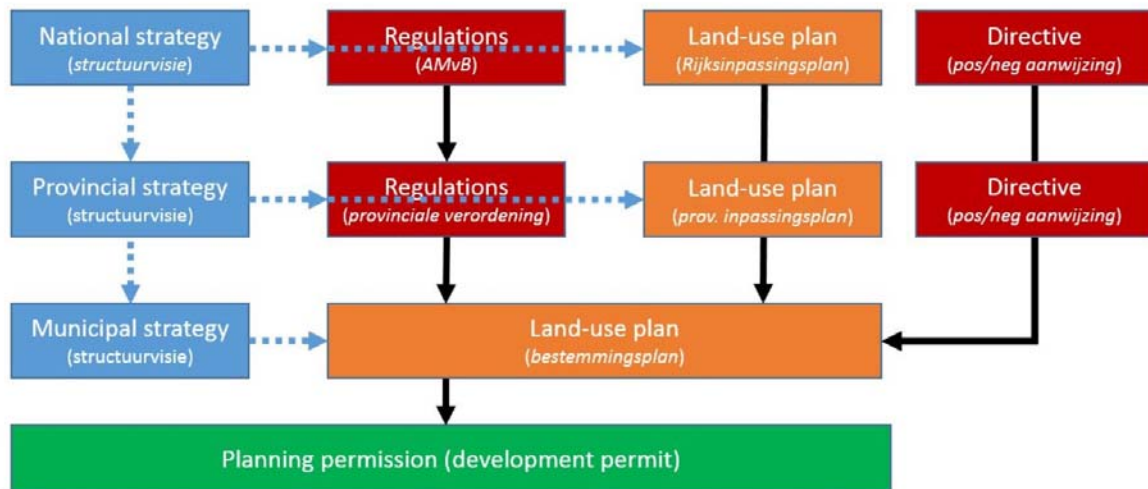 National strategy
(structuurvisie)
Regulations
(AMvB)
Land-use plan
(Rijksinpassingsplan)
Directive
(pos/neg aanwijzing)
Provincial strategy
(structuurvisie)
Regulations
(provinciale verordening)
Land-use plan
(prov. inpassingsplan)
Directive
(pos/neg aanwijzing)
Municipal strategy
(structuurvisie)
Land-use plan
(bestemmingsplan)
Planning permission (development permit)